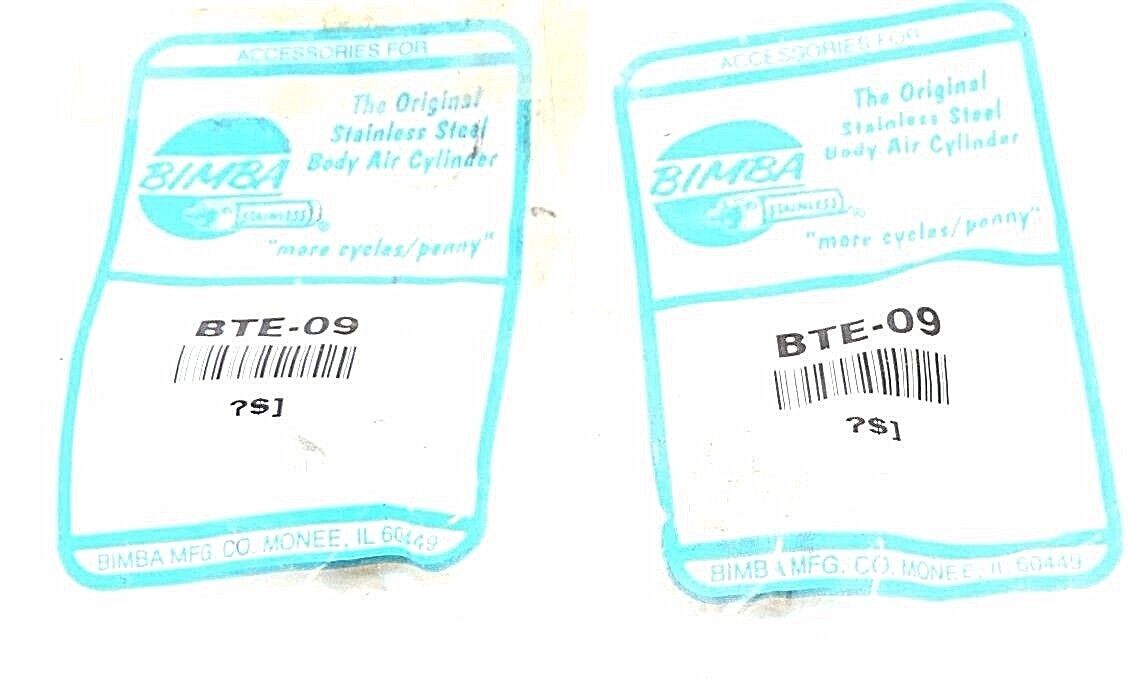 ACCESSORIES FOR
The Original
Stainless Steel
Body Air Cylinder
BIMBA
STAINLESS
®
"more cycles/penny"
BTE-09
?$]
BIMBA MFG. CO. MONEE, IL 60449
ACCESSORIES FOR
The Original
Stainless Steel
Body Air Cylinder
BIMBA
STAINLESS
®
"more cycles/penny"
BTE-09
?$]
BIMBA MFG. CO. MONEE, IL 60449